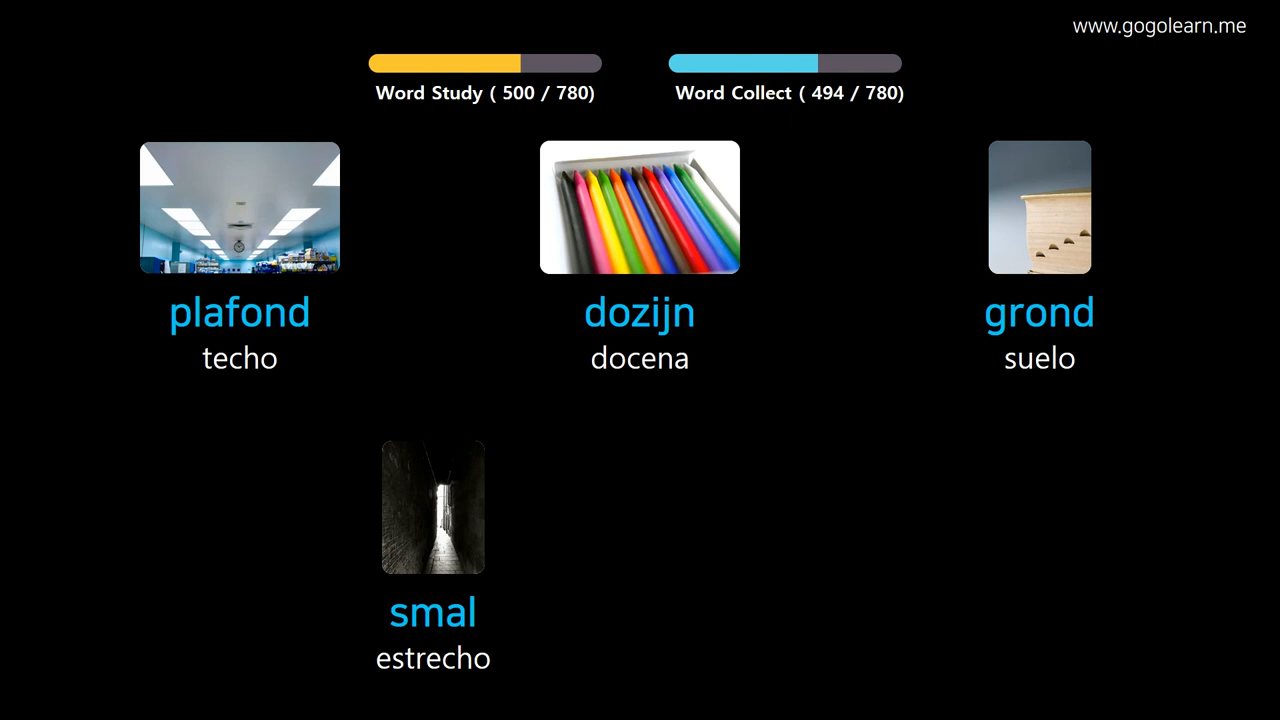 www.gogolearn.me
Word Study ( 500 / 780)
Word Collect ( 494 / 780)
plafond
techo
dozijn
docena
grond
suelo
smal
estrecho